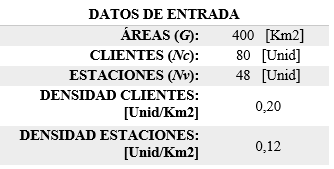 DATOS DE ENTRADA
ÁREAS (G): 400 [Km2]
CLIENTES (Nc): 80 [Unid]
ESTACIONES (Nv): 48 [Unid]
DENSIDAD CLIENTES:
[Unid/Km2] 0,20
DENSIDAD ESTACIONES:
[Unid/Km2] 0,12